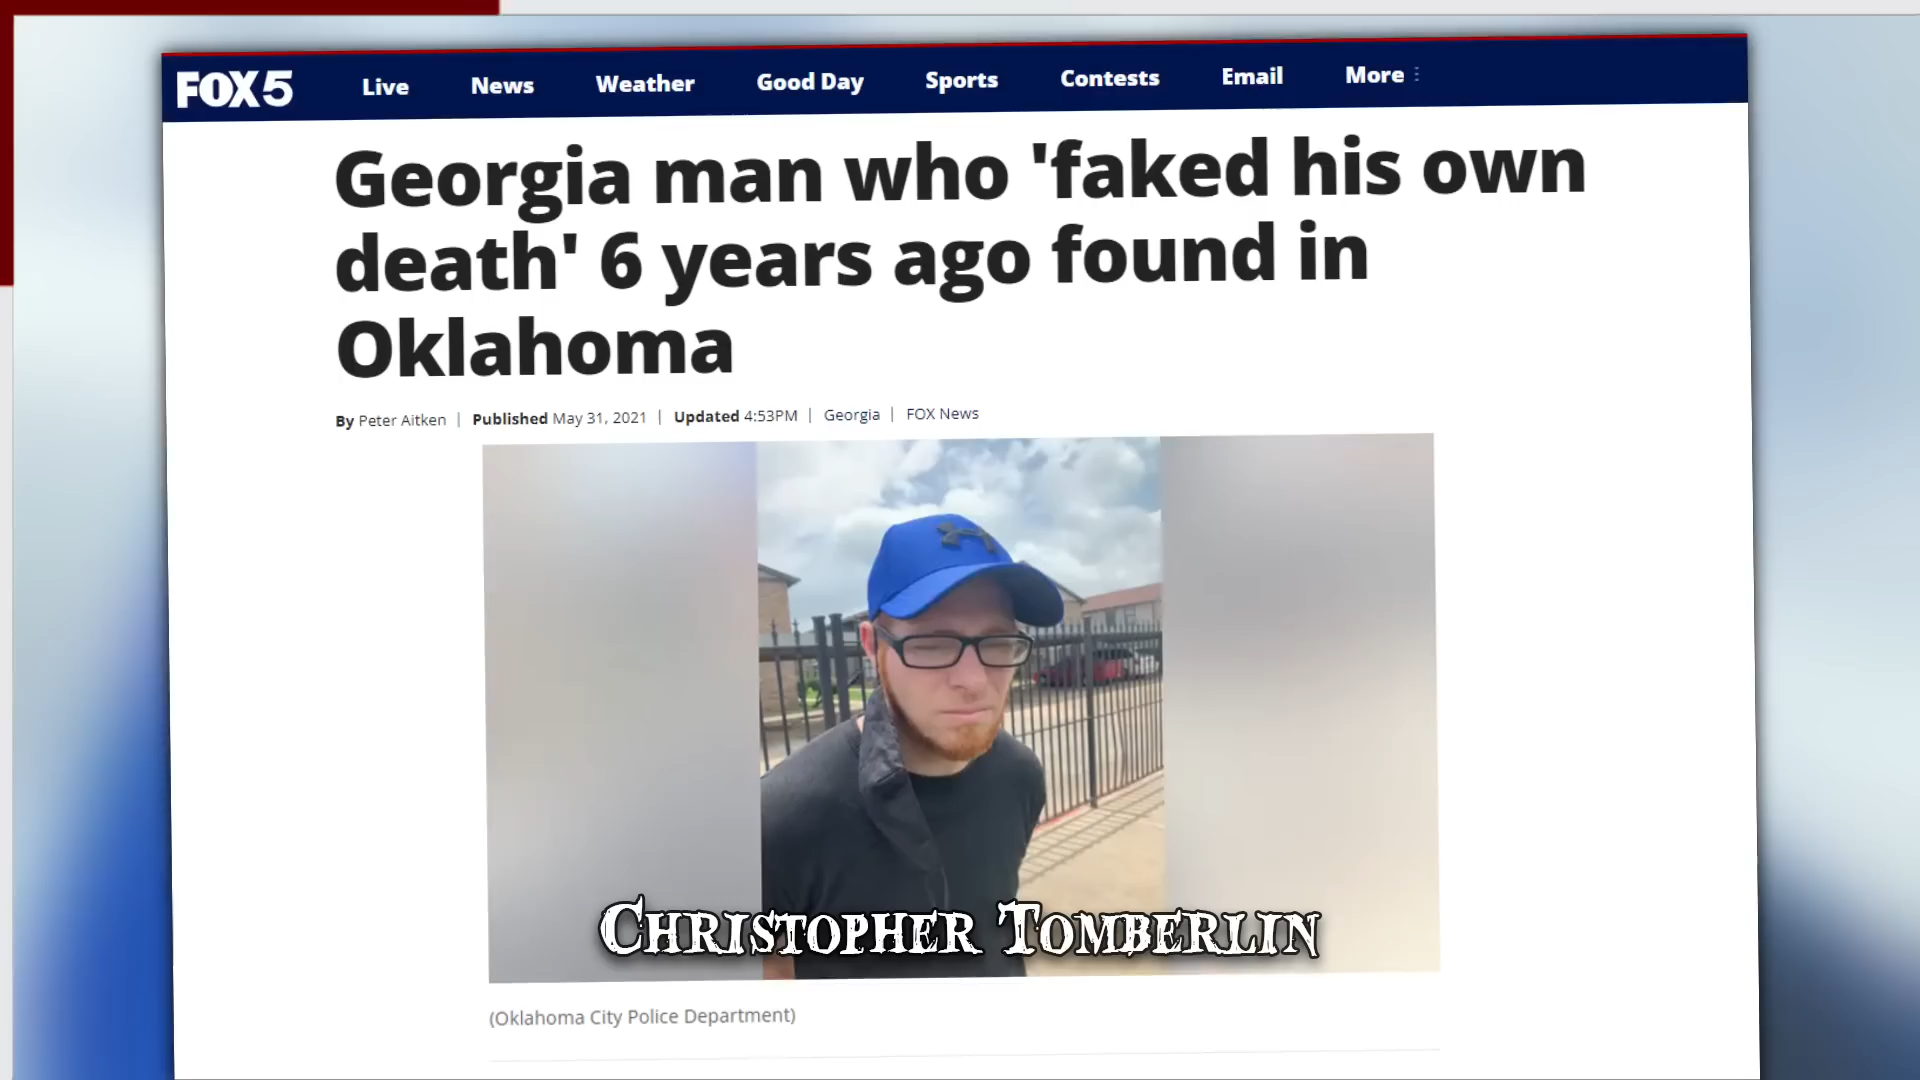 FOX 5 Live News Weather Good Day Sports Contests Email More
Georgia man who 'faked his own
death' 6 years ago found in
Oklahoma
By Peter Aitken | Published May 31, 2021 | Updated 4:53PM | Georgia | FOX News
CHRISTOPHER TOMBERLIN
(Oklahoma City Police Department)